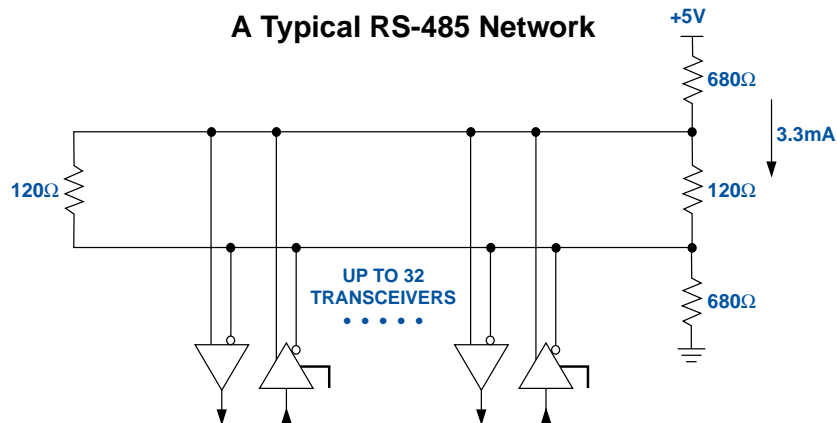 A Typical RS-485 Network
+5V
680Ω
3.3mA
120Ω
120Ω
UP TO 32
TRANSCEIVERS
680Ω